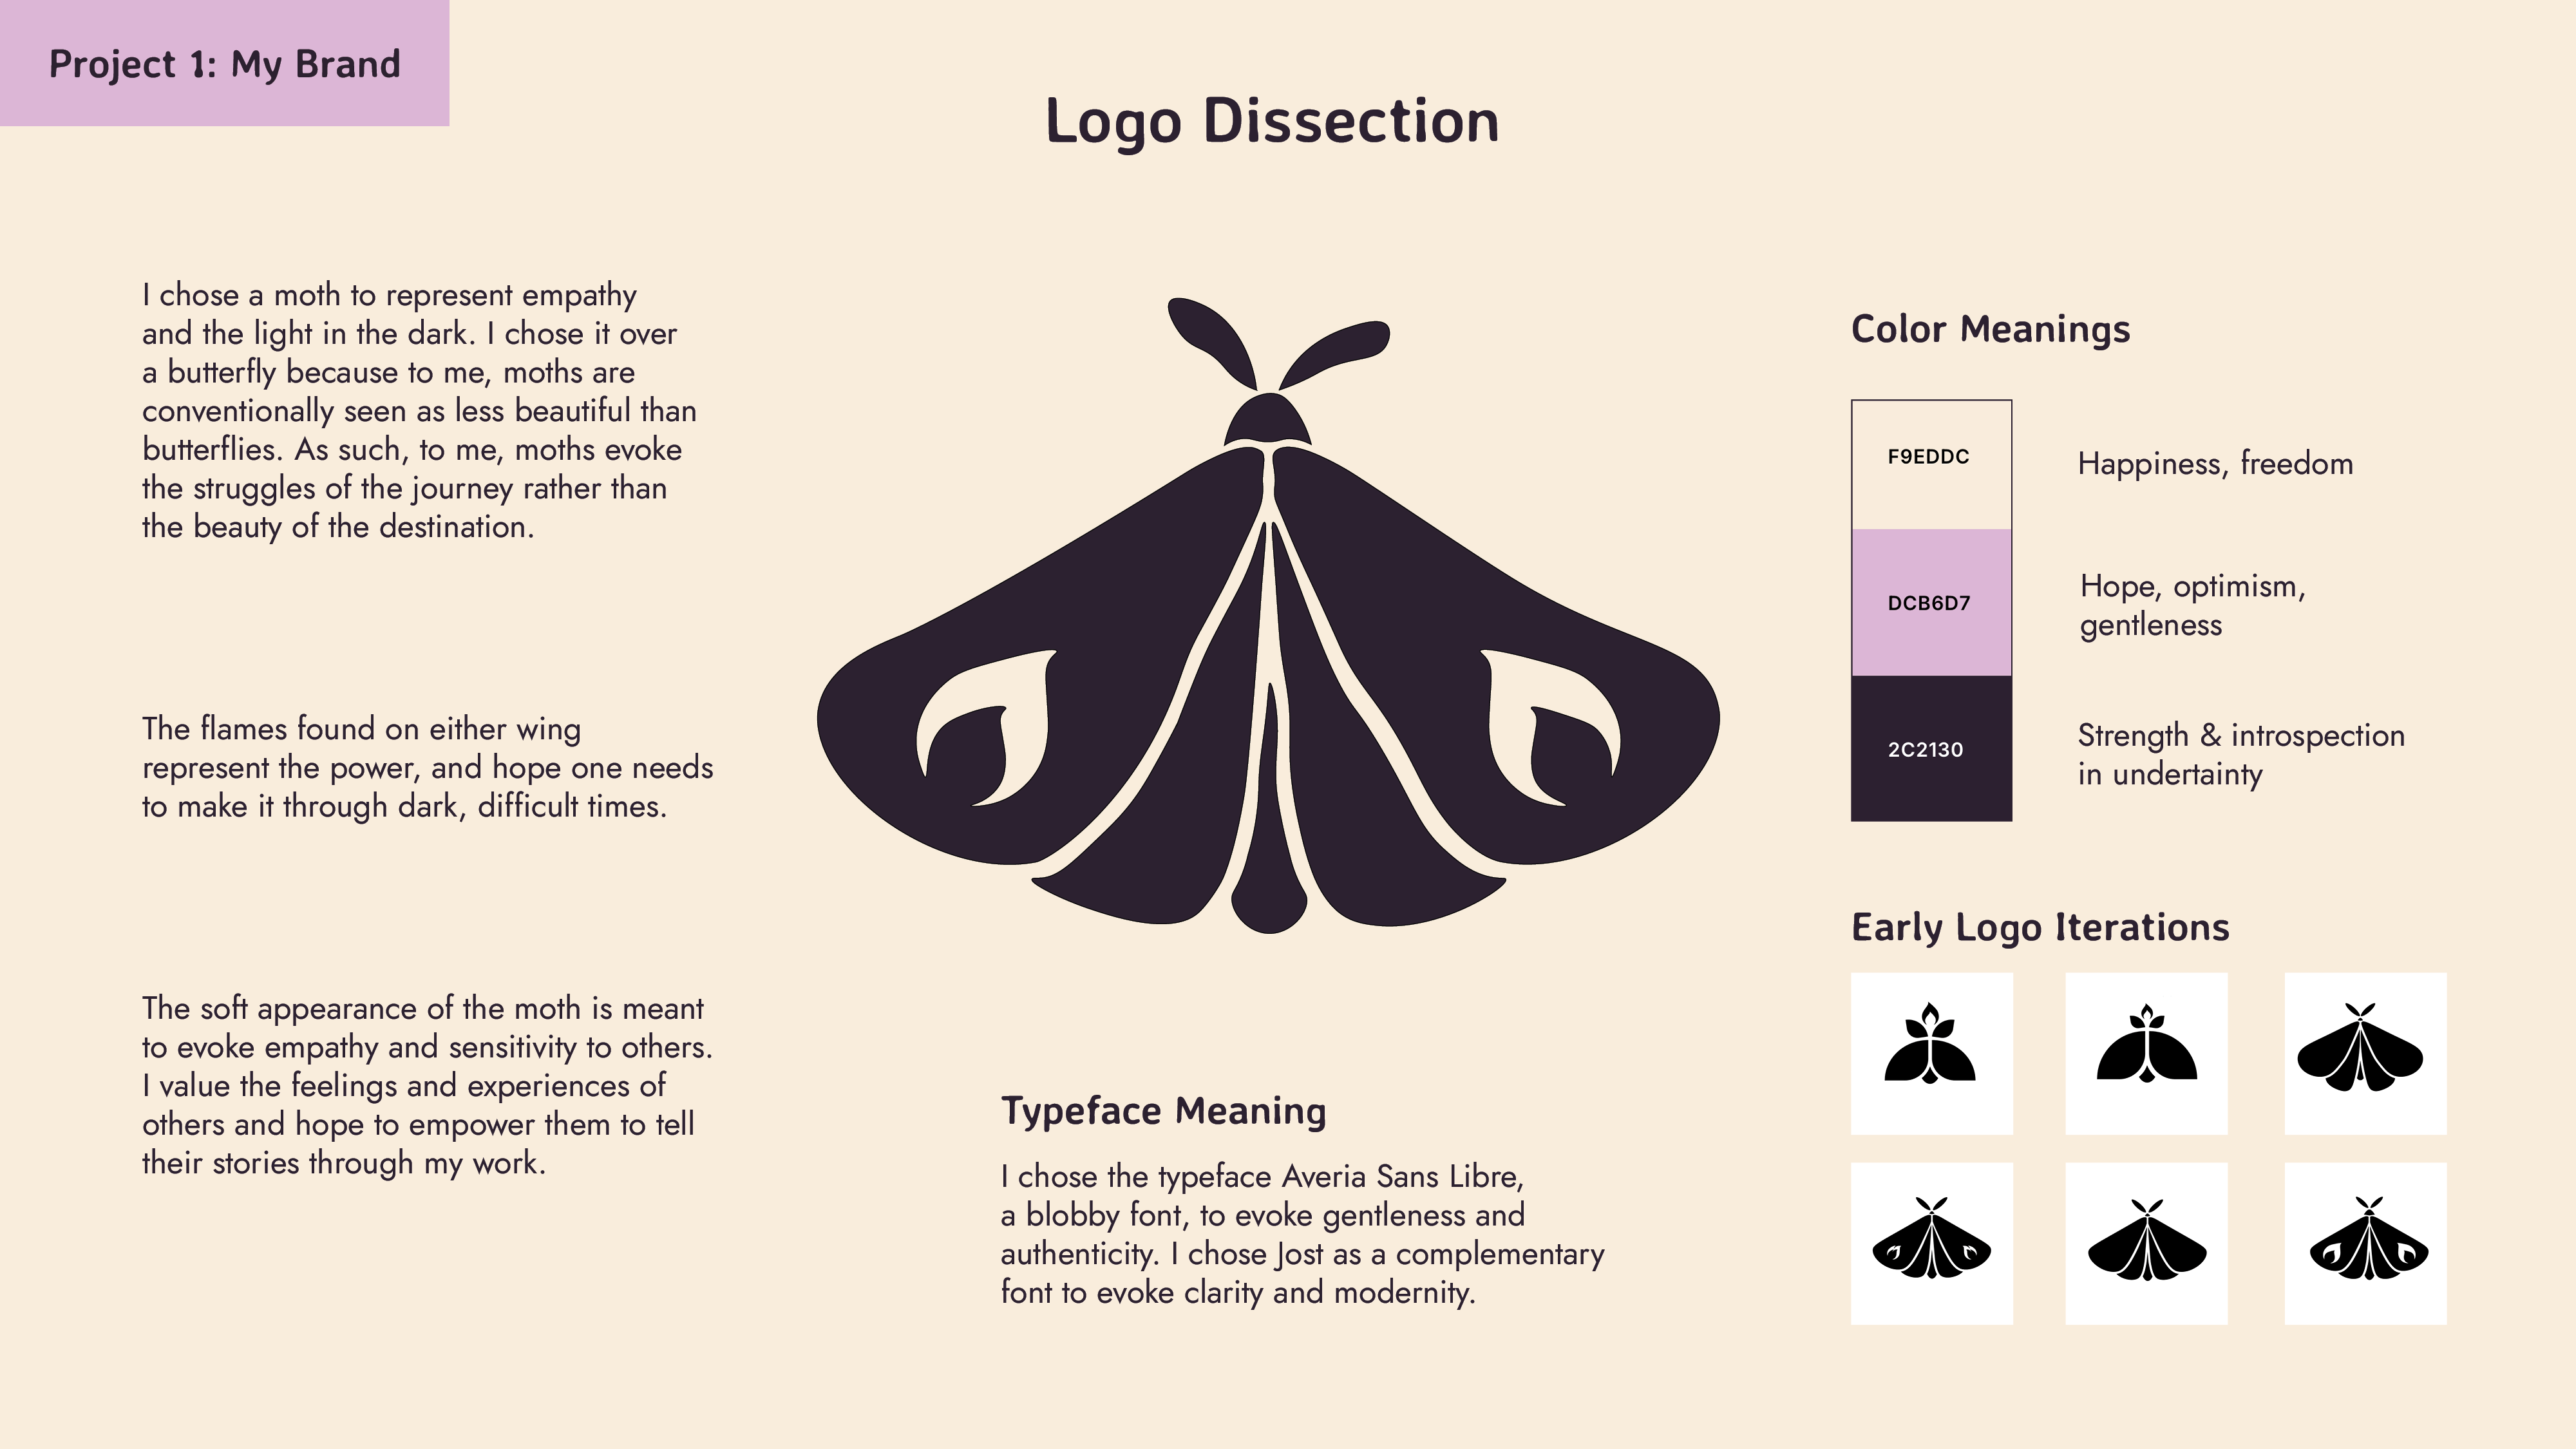 Project 1: My Brand
Logo Dissection
I chose a moth to represent empathy
and the light in the dark. I chose it over
a butterfly because to me, moths are
conventionally seen as less beautiful than
butterflies. As such, to me, moths evoke
the struggles of the journey rather than
the beauty of the destination.
The flames found on either wing
represent the power, and hope one needs
to make it through dark, difficult times.
The soft appearance of the moth is meant
to evoke empathy and sensitivity to others.
I value the feelings and experiences of
others and hope to empower them to tell
their stories through my work.
Typeface Meaning
I chose the typeface Averia Sans Libre,
a blobby font, to evoke gentleness and
authenticity. I chose Jost as a complementary
font to evoke clarity and modernity.
Color Meanings
F9EDDC
Happiness, freedom
DCB6D7
Hope, optimism,
gentleness
2C2130
Strength & introspection
in undertainty
Early Logo Iterations